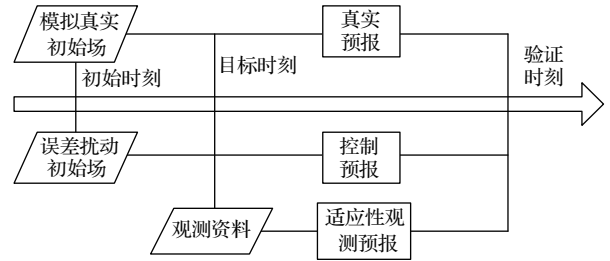 模拟真实
初始场
真实
预报
初始时刻
目标时刻
验证
时刻
误差扰动
初始场
控制
预报
观测资料
适应性观
测预报